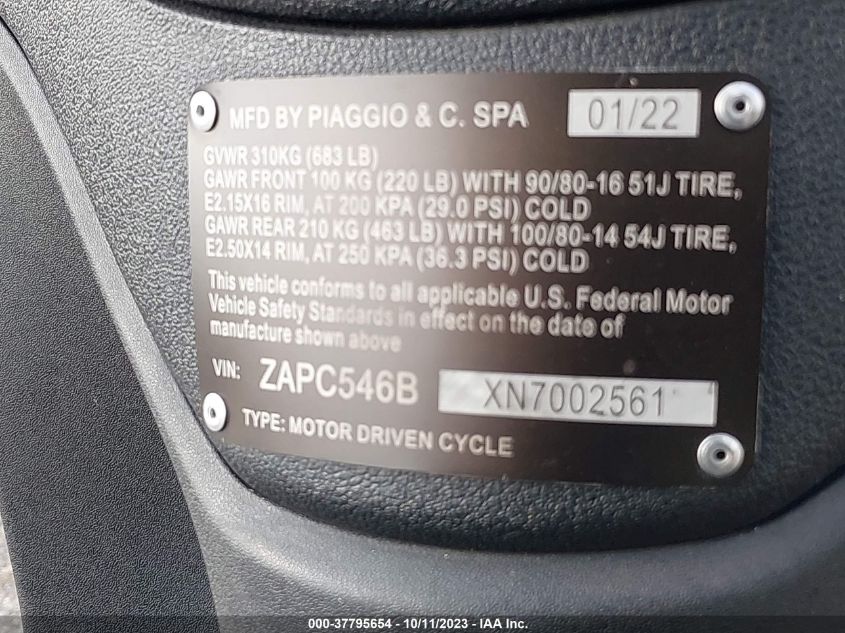 MFD BY PIAGGIO & C. SPA 01/22
GVWR 310KG (683 LB)
GAWR FRONT 100 KG (220 LB) WITH 90/80-16 51J TIRE,
E2.15X16 RIM, AT 200 KPA (29.0 PSI) COLD
GAWR REAR 210 KG (463 LB) WITH 100/80-14 54J TIRE,
E2.50X14 RIM, AT 250 KPA (36.3 PSI) COLD
This vehicle conforms to all applicable U.S. Federal Motor
Vehicle Safety Standards in effect on the date of
manufacture shown above
VIN: ZAPC546B XN7002561
TYPE: MOTOR DRIVEN CYCLE
000-37795654 - 10/11/2023 - IAA Inc.